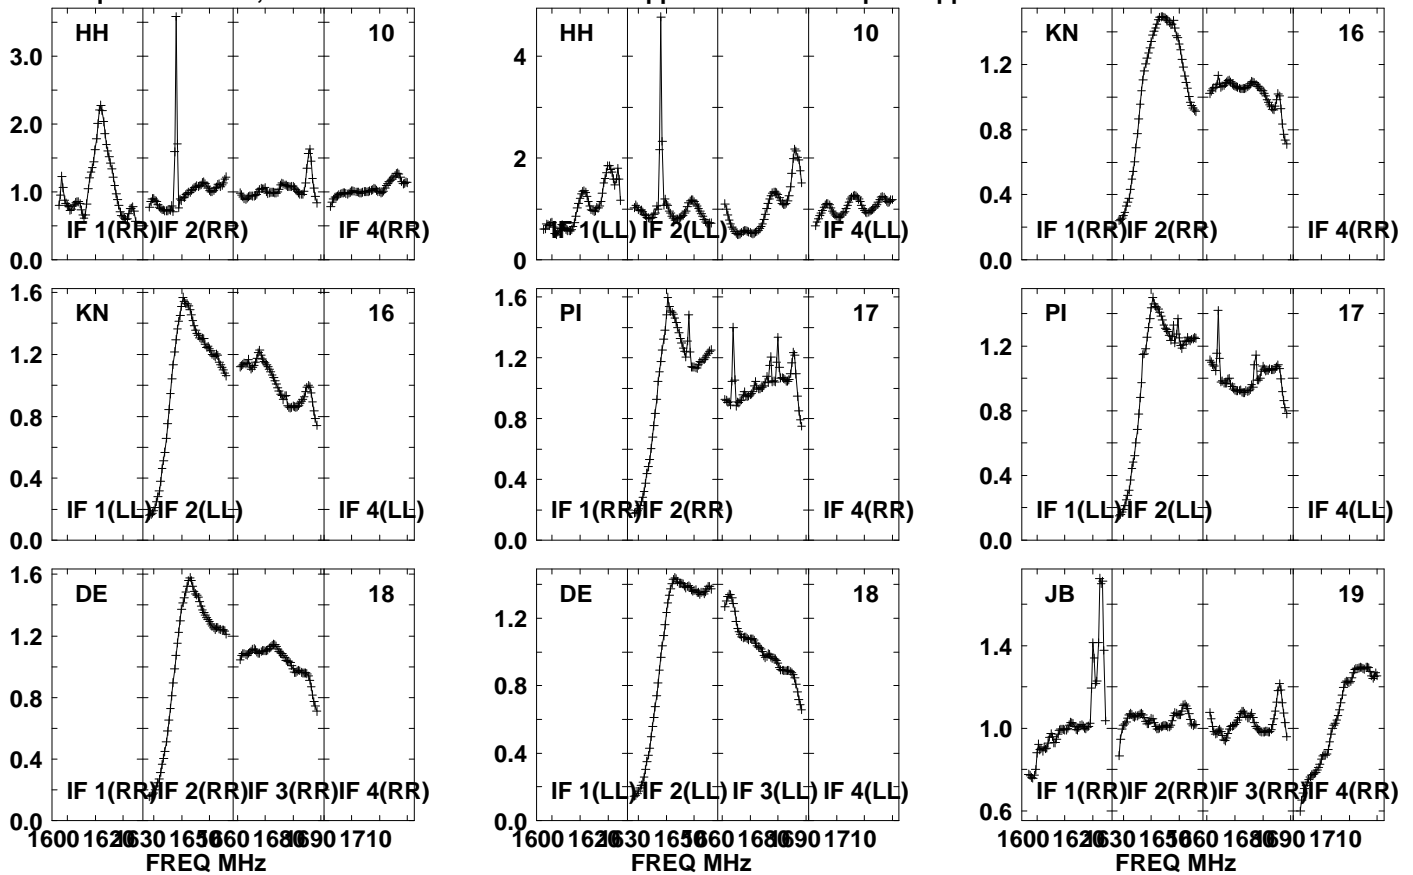 HH 10 HH 10 KN 16
3.0 4 1.2
2.0 2 0.8
1.0 0.4
0.0 IF 1(RR) IF 2(RR) IF 4(RR) 0 1(LL) IF 2(LL) IF 4(LL) 0.0 IF 1(RR) IF 2(RR) IF 4(RR)
1.6 KN 16 1.6 PI 17 PI 17
1.2 1.2 1.2
0.8 0.8 0.8
0.4 0.4 0.4
0.0 IF 1(LL) IF 2(LL) IF 4(LL) 0.0 IF 1(RR) IF 2(RR) IF 4(RR) 0.0 IF 1(LL) IF 2(LL) IF 4(LL)
1.6 DE 18 DE 18 JB 19
1.2 1.2 1.4
0.8 0.8 1.0
0.4 0.4
0.0 IF 1(RR) IF 2(RR) IF 3(RR) IF 4(RR) 0.0 IF 1(LL) IF 2(LL) IF 3(LL) IF 4(LL) 0.6 IF 1(RR) IF 2(RR) IF 3(RR) IF 4(RR)
1600 1620 1630 1650 1660 1680 1690 1710 1600 1620 1630 1650 1660 1680 1690 1710 1600 1620 1630 1650 1660 1680 1690 1710
FREQ MHz FREQ MHz FREQ MHz